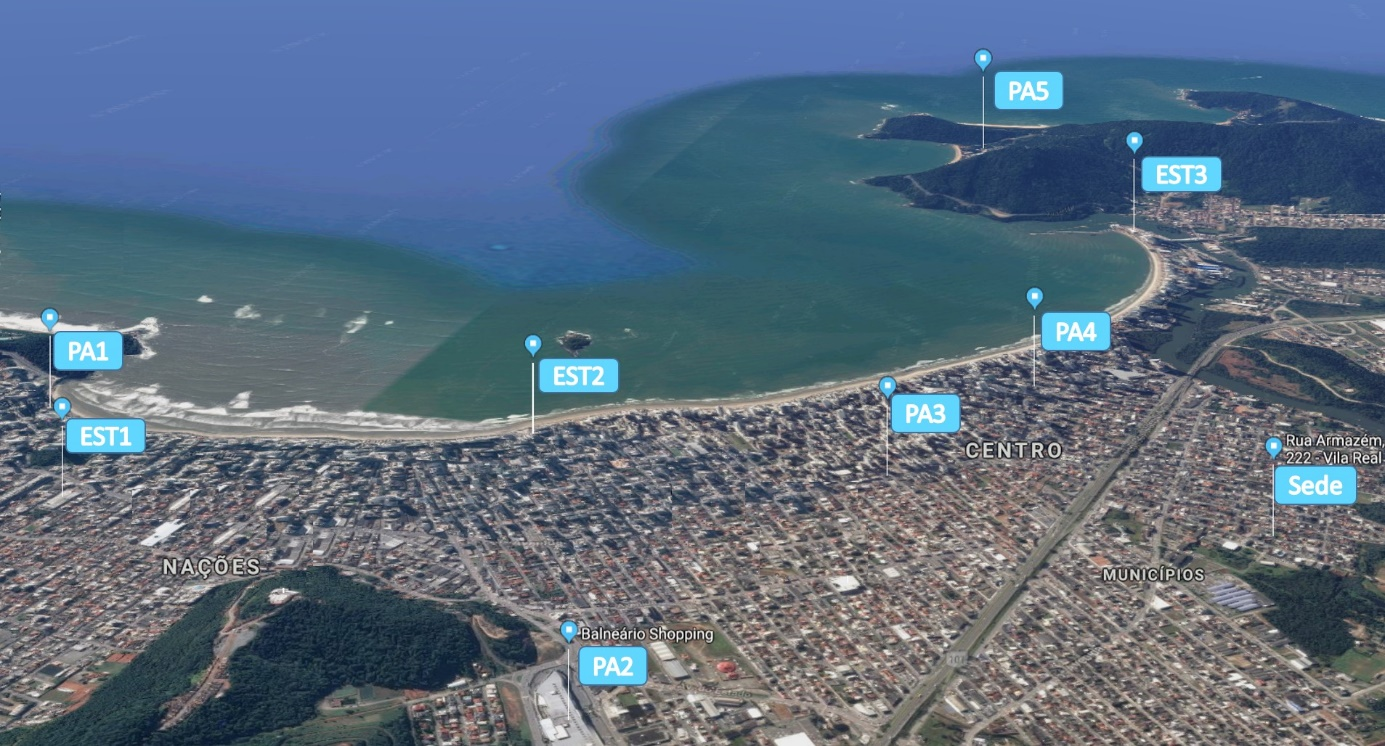 PA5
EST3
PA1
PA4
EST2
PA3
EST1
CENTRO
Rua Armazém,
222 - Vila Real
Sede
NAÇÕES
MUNICÍPIOS
Balneário Shopping
PA2
101